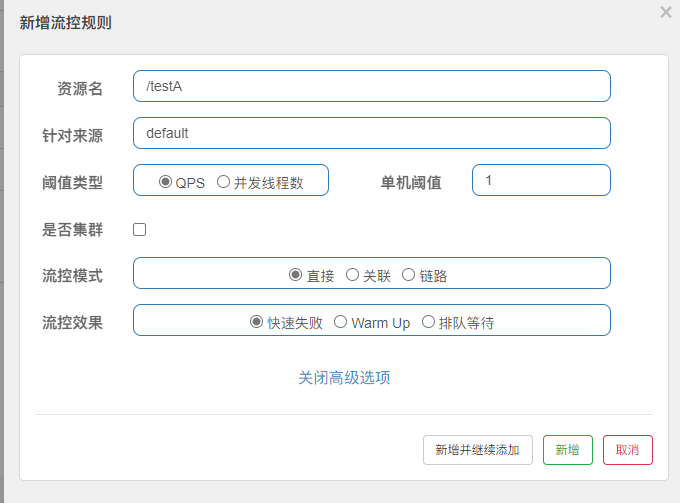 新增流控规则
资源名 /testA
针对来源 default
阈值类型 QPS 并发线程数 单机阈值 1
是否集群
流控模式 直接 关联 链路
流控效果 快速失败 Warm Up 排队等待
关闭高级选项
新增并继续添加 新增 取消